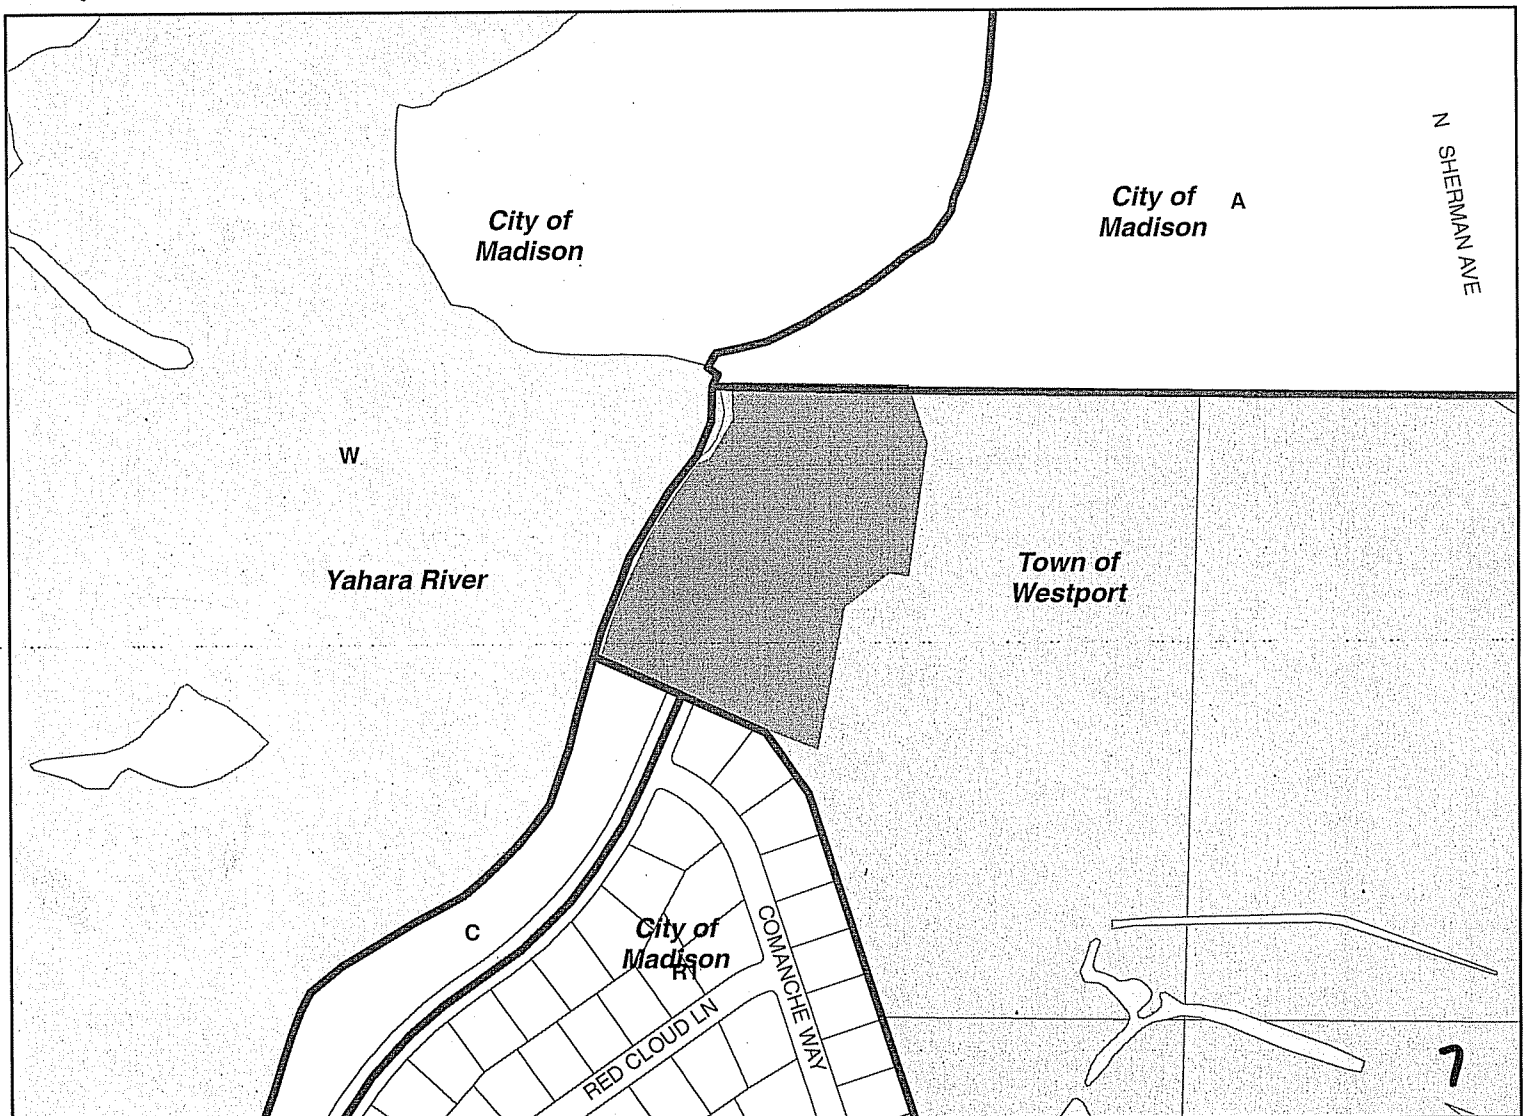 City of
Madison
City of
Madison
A
N SHERMAN AVE
W
Yahara River
Town of
Westport
C
City of
Madison
R1
COMANCHE WAY
RED CLOUD LN
7